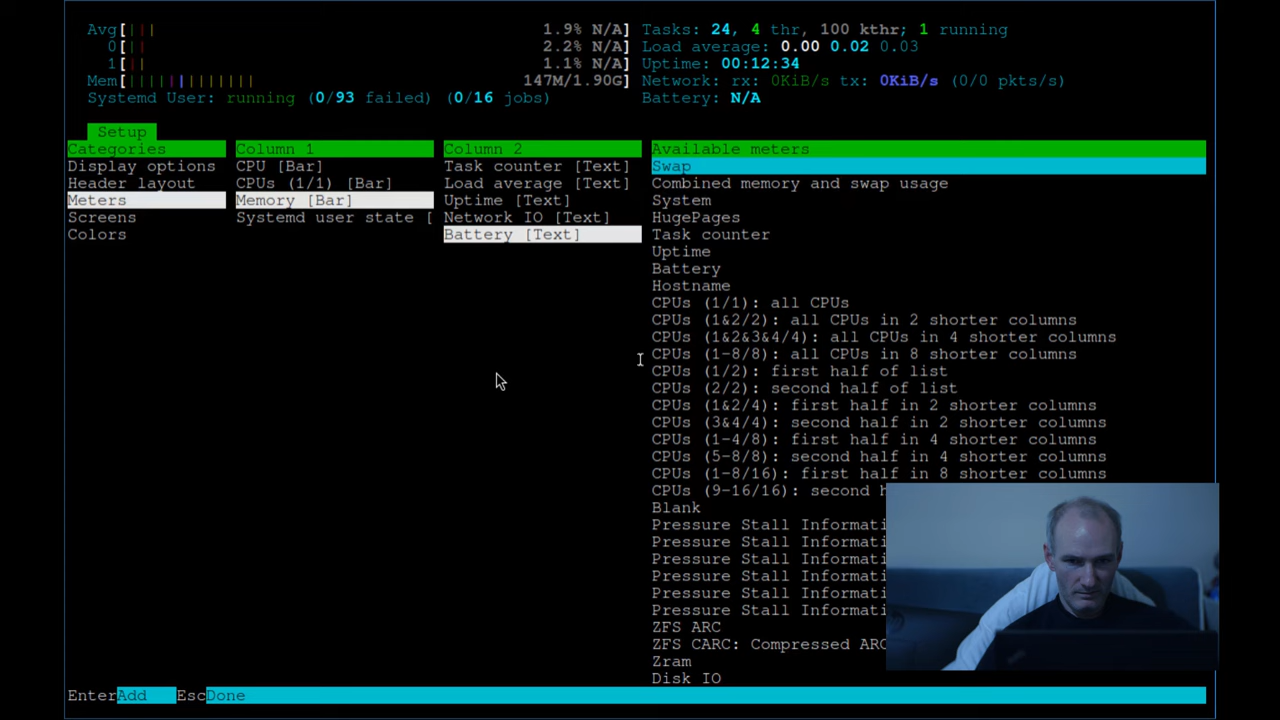 Avg[||| 1.9% N/A] Tasks: 24, 4 thr, 100 kthr; 1 running
0[|| 2.2% N/A] Load average: 0.00 0.02 0.03
1[|| 1.1% N/A] Uptime: 00:12:34
Mem[||||||||||||| 147M/1.90G] Network: rx: 0KiB/s tx: 0KiB/s (0/0 pkts/s)
Systemd User: running (0/93 failed) (0/16 jobs) Battery: N/A
Setup
Categories Column 1 Column 2 Available meters
Display options CPU [Bar] Task counter [Text] Swap
Header layout CPUs (1/1) [Bar] Load average [Text] Combined memory and swap usage
Meters Memory [Bar] Uptime [Text] System
Screens Systemd user state [ Network IO [Text] HugePages
Colors Battery [Text] Task counter
Uptime
Battery
Hostname
CPUs (1/1): all CPUs
CPUs (1&2/2): all CPUs in 2 shorter columns
CPUs (1&2&3&4/4): all CPUs in 4 shorter columns
CPUs (1-8/8): all CPUs in 8 shorter columns
CPUs (1/2): first half of list
CPUs (2/2): second half of list
CPUs (1&2/4): first half in 2 shorter columns
CPUs (3&4/4): second half in 2 shorter columns
CPUs (1-4/8): first half in 4 shorter columns
CPUs (5-8/8): second half in 4 shorter columns
CPUs (1-8/16): first half in 8 shorter columns
CPUs (9-16/16): second h
Blank
Pressure Stall Informati
Pressure Stall Informati
Pressure Stall Informati
Pressure Stall Informati
Pressure Stall Informati
Pressure Stall Informati
ZFS ARC
ZFS CARC: Compressed ARC
Zram
Disk IO
EnterAdd EscDone